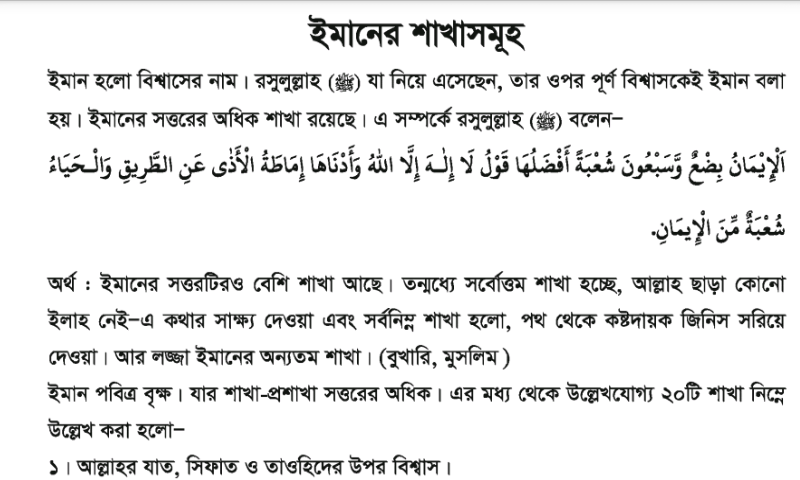 ইমানের শাখাসমূহ
ইমান হলো বিশ্বাসের নাম। রসুলুল্লাহ (ﷺ) যা নিয়ে এসেছেন, তার ওপর পূর্ণ বিশ্বাসকেই ইমান বলা
হয়। ইমানের সত্তরের অধিক শাখা রয়েছে। এ সম্পর্কে রসুলুল্লাহ (ﷺ) বলেন–
اَلْإِيْمَانُ بِضْعٌ وَّسَبْعُونَ شُعْبَةً أَفْضَلُهَا قَوْلُ لَا إِلٰـهَ إِلَّا اللهُ وَأَدْنَاهَا إِمَاطَةُ الْأَذٰى عَنِ الطَّرِيقِ وَالْـحَيَاءُ
شُعْبَةٌ مِّنَ الْإِيمَانِ.
অর্থ : ইমানের সত্তরটিরও বেশি শাখা আছে। তন্মধ্যে সর্বোত্তম শাখা হচ্ছে, আল্লাহ ছাড়া কোনো
ইলাহ নেই–এ কথার সাক্ষ্য দেওয়া এবং সর্বনিম্ন শাখা হলো, পথ থেকে কষ্টদায়ক জিনিস সরিয়ে
দেওয়া। আর লজ্জা ইমানের অন্যতম শাখা। (বুখারি, মুসলিম)
ইমান পবিত্র বৃক্ষ। যার শাখা-প্রশাখা সত্তরের অধিক। এর মধ্য থেকে উল্লেখযোগ্য ২০টি শাখা নিম্নে
উল্লেখ করা হলো–
১। আল্লাহর যাত, সিফাত ও তাওহিদের উপর বিশ্বাস।